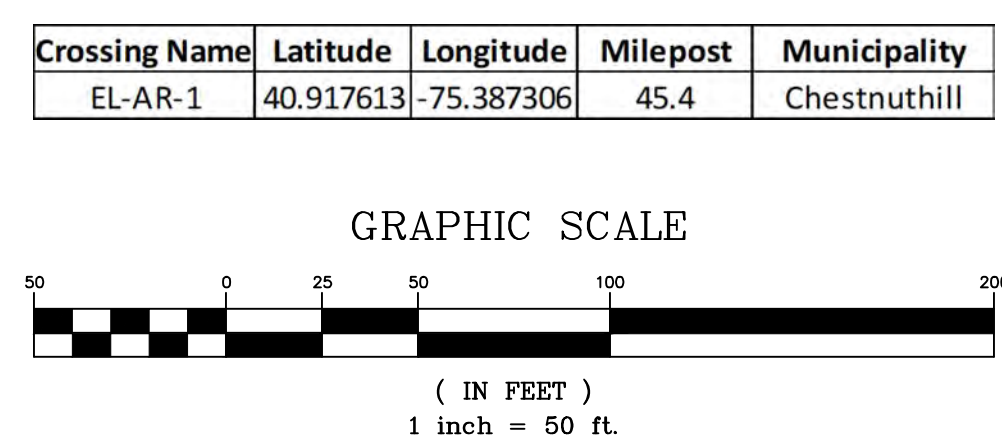 Crossing Name Latitude Longitude Milepost Municipality
EL-AR-1 40.917613 -75.387306 45.4 Chestnuthill
GRAPHIC SCALE
50 0 25 50 100 200
( IN FEET )
1 inch = 50 ft.